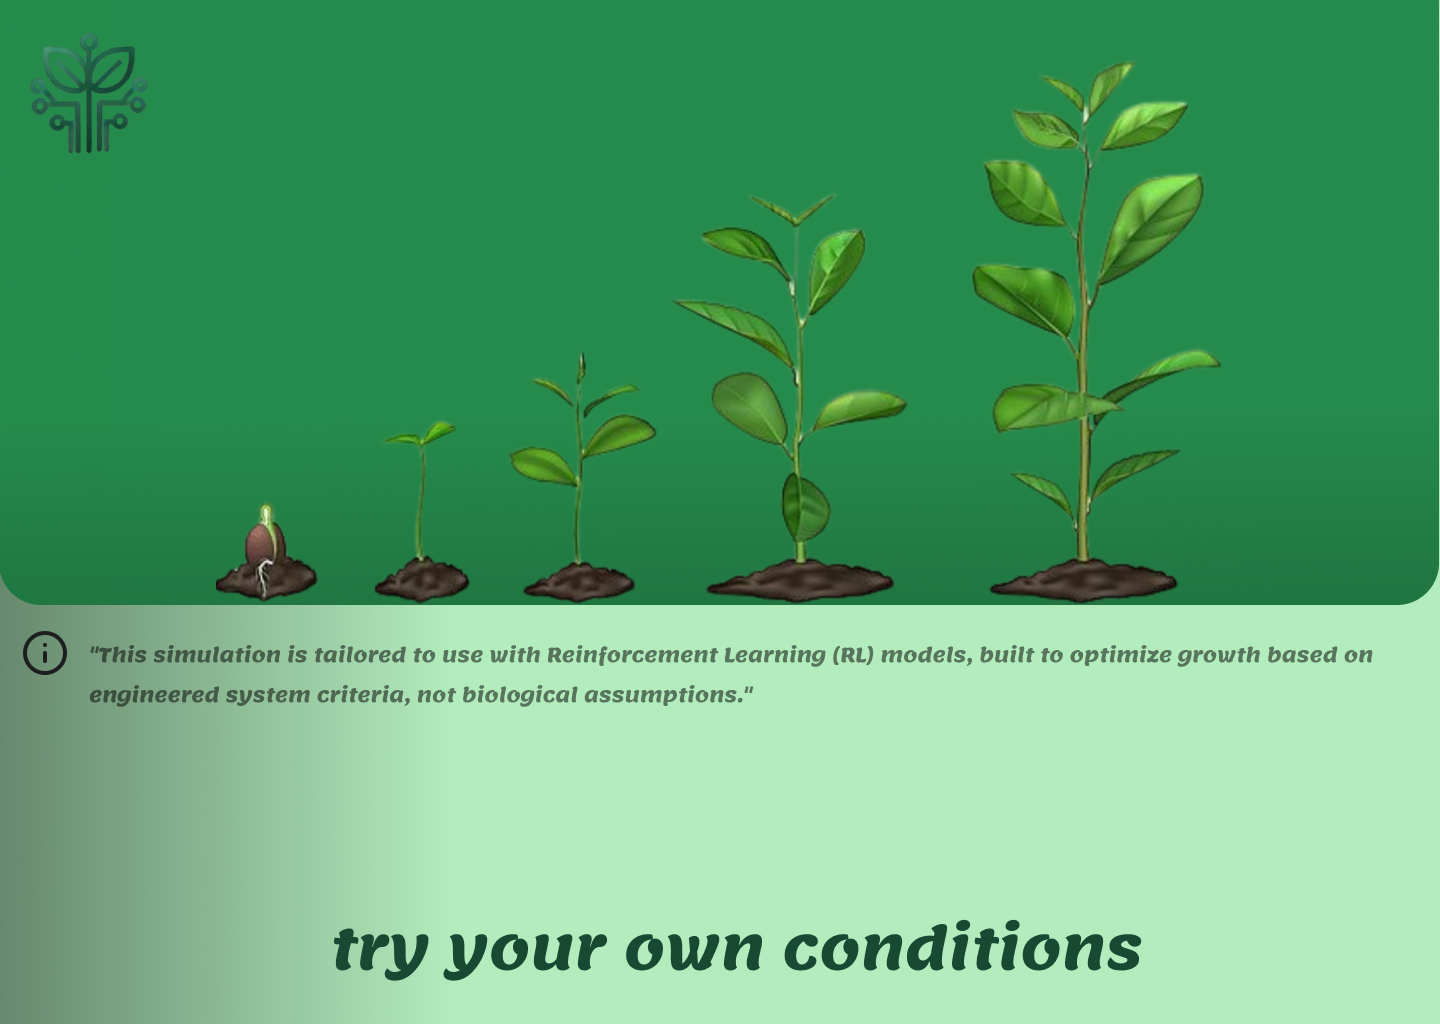 "This simulation is tailored to use with Reinforcement Learning (RL) models, built to optimize growth based on
engineered system criteria, not biological assumptions."
try your own conditions